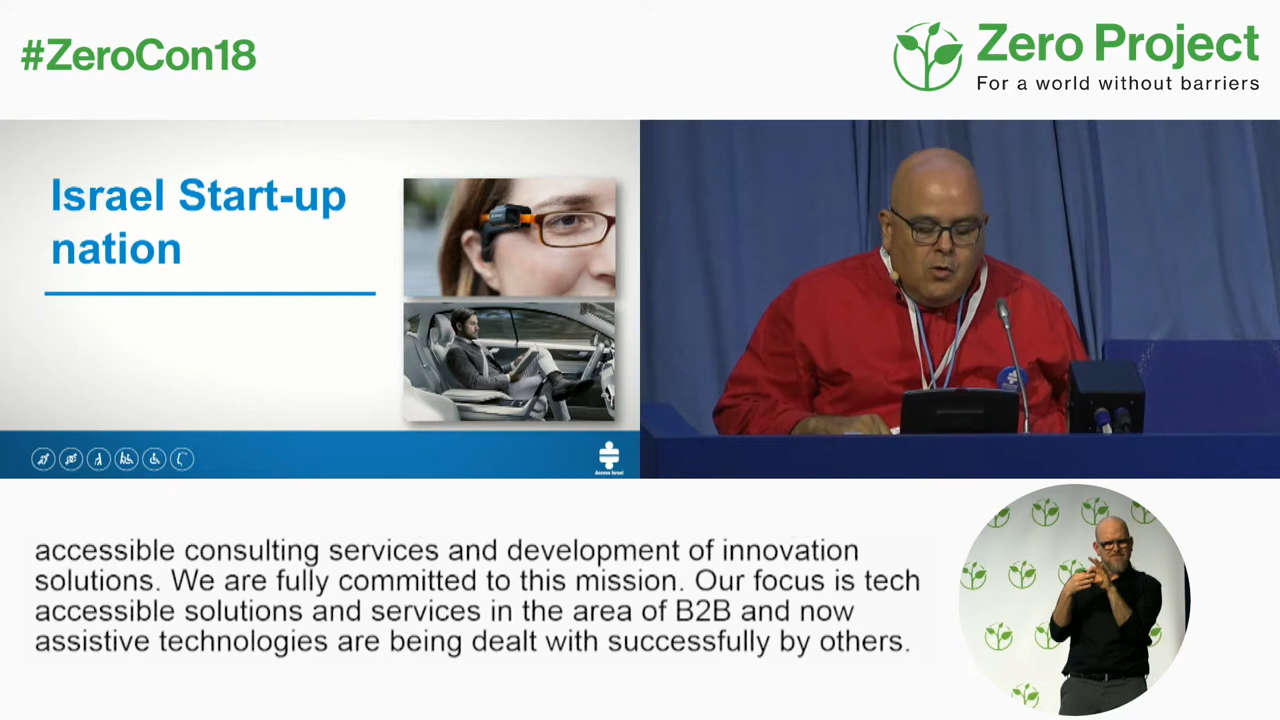 #ZeroCon18
Zero Project
For a world without barriers
Israel Start-up
nation
Access Israel
accessible consulting services and development of innovation
solutions. We are fully committed to this mission. Our focus is tech
accessible solutions and services in the area of B2B and now
assistive technologies are being dealt with successfully by others.